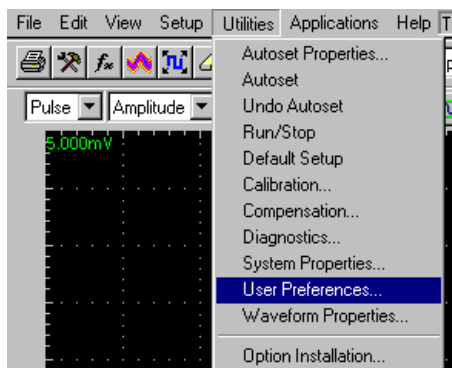 File Edit View Setup Utilities Applications Help
Autoset Properties...
Autoset
Pulse Amplitude
Undo Autoset
Run/Stop
5.000mV
Default Setup
Calibration...
Compensation...
Diagnostics...
System Properties...
User Preferences...
Waveform Properties...
Option Installation...